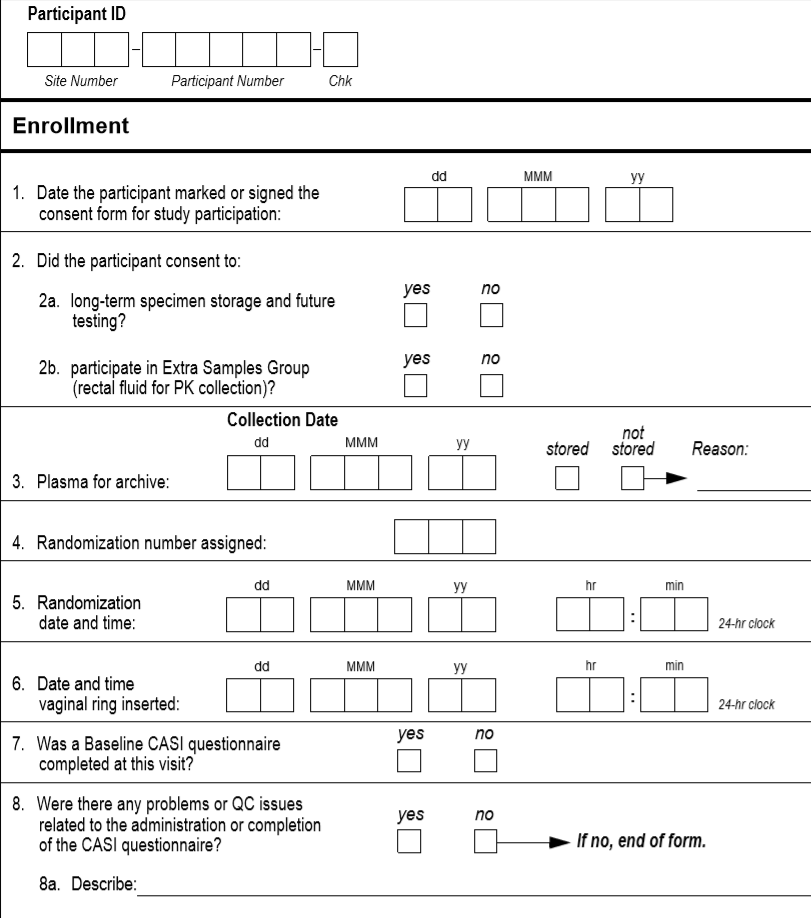 Participant ID
Site Number Participant Number Chk
Enrollment
dd MMM yy
1. Date the participant marked or signed the
consent form for study participation:
2. Did the participant consent to:
yes no
2a. long-term specimen storage and future
testing?
yes no
2b. participate in Extra Samples Group
(rectal fluid for PK collection)?
Collection Date
dd MMM yy
stored not stored Reason:
3. Plasma for archive:
4. Randomization number assigned:
dd MMM yy hr min
5. Randomization
date and time: : 24-hr clock
dd MMM yy hr min
6. Date and time
vaginal ring inserted: : 24-hr clock
yes no
7. Was a Baseline CASI questionnaire
completed at this visit?
8. Were there any problems or QC issues
related to the administration or completion
of the CASI questionnaire?
yes no
If no, end of form.
8a. Describe: